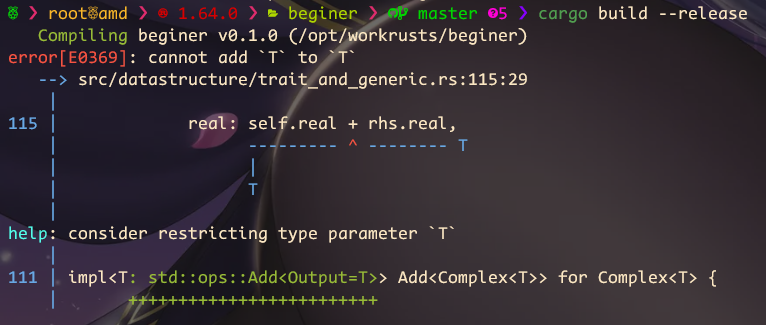 root@amd 1.64.0 beginer master ?5 cargo build --release
Compiling beginer v0.1.0 (/opt/workrusts/beginer)
error[E0369]: cannot add `T` to `T`
--> src/datastructure/trait_and_generic.rs:115:29
|
115 | real: self.real + rhs.real,
| --------- ^ -------- T
| |
| T
|
help: consider restricting type parameter `T`
|
111 | impl<T: std::ops::Add<Output=T>> Add<Complex<T>> for Complex<T> {
| +++++++++++++++++++++++++